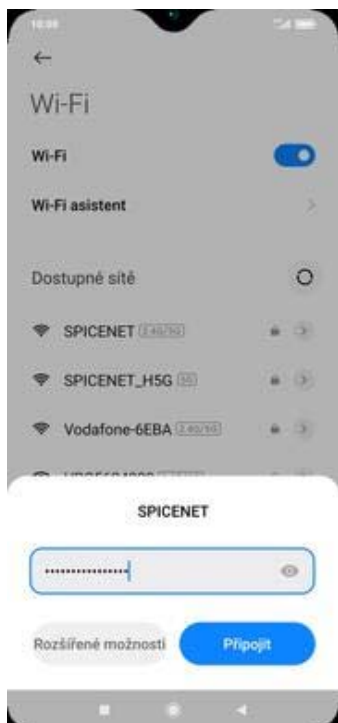 Wi-Fi
Wi-Fi
Wi-Fi asistent
Dostupné sítě
SPICENET 2.4G/5G
SPICENET_H5G 5G
Vodafone-6EBA 2.4G/5G
SPICENET
••••••••••••••••
Rozšířené možnosti Připojit